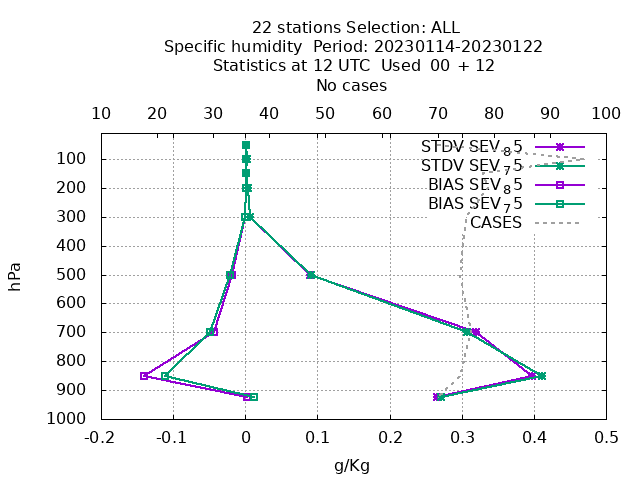 22 stations Selection: ALL
Specific humidity  Period: 20230114-20230122
Statistics at 12 UTC  Used  00 + 12
No cases
10 20 30 40 50 60 70 80 90 100
STDV SEV_8 5
STDV SEV_7 5
BIAS SEV_8 5
BIAS SEV_7 5
CASES
100
200
300
400
500
600
700
800
900
1000
hPa
-0.2 -0.1 0 0.1 0.2 0.3 0.4 0.5
g/Kg